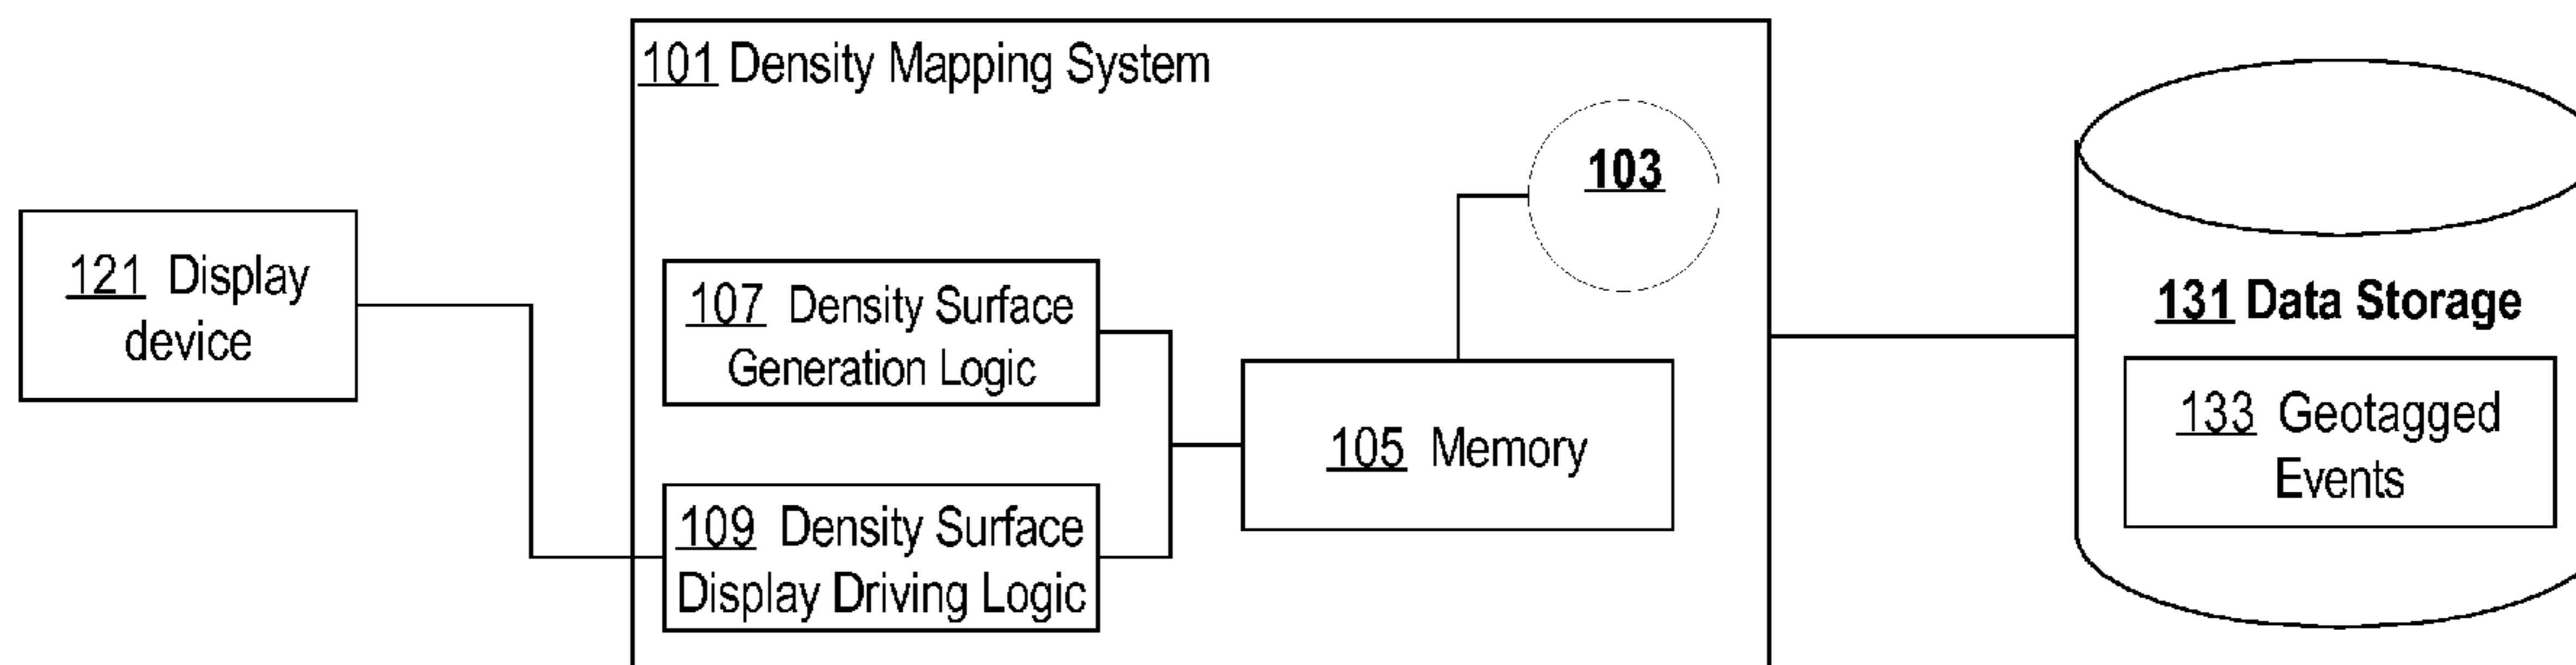 101 Density Mapping System
103
121 Display
device
107 Density Surface
Generation Logic
105 Memory
109 Density Surface
Display Driving Logic
131 Data Storage
133 Geotagged
Events